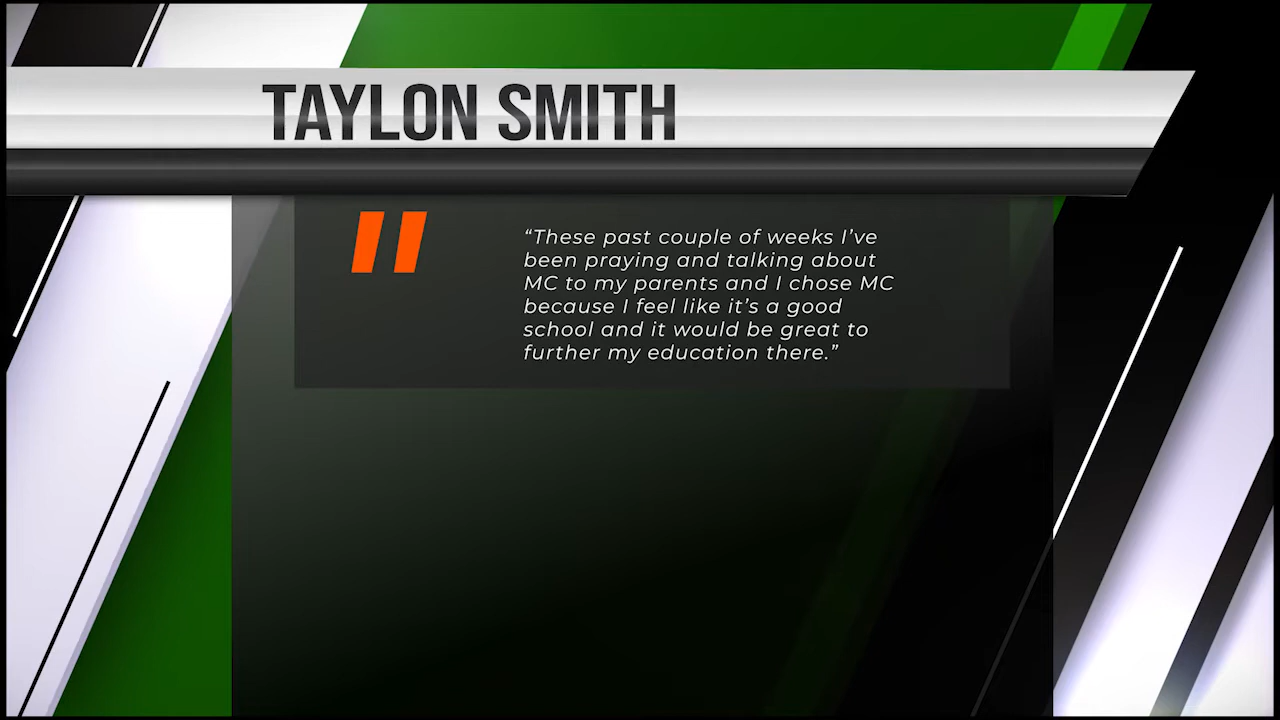 TAYLON SMITH
“These past couple of weeks I’ve
been praying and talking about
MC to my parents and I chose MC
because I feel like it’s a good
school and it would be great to
further my education there.”